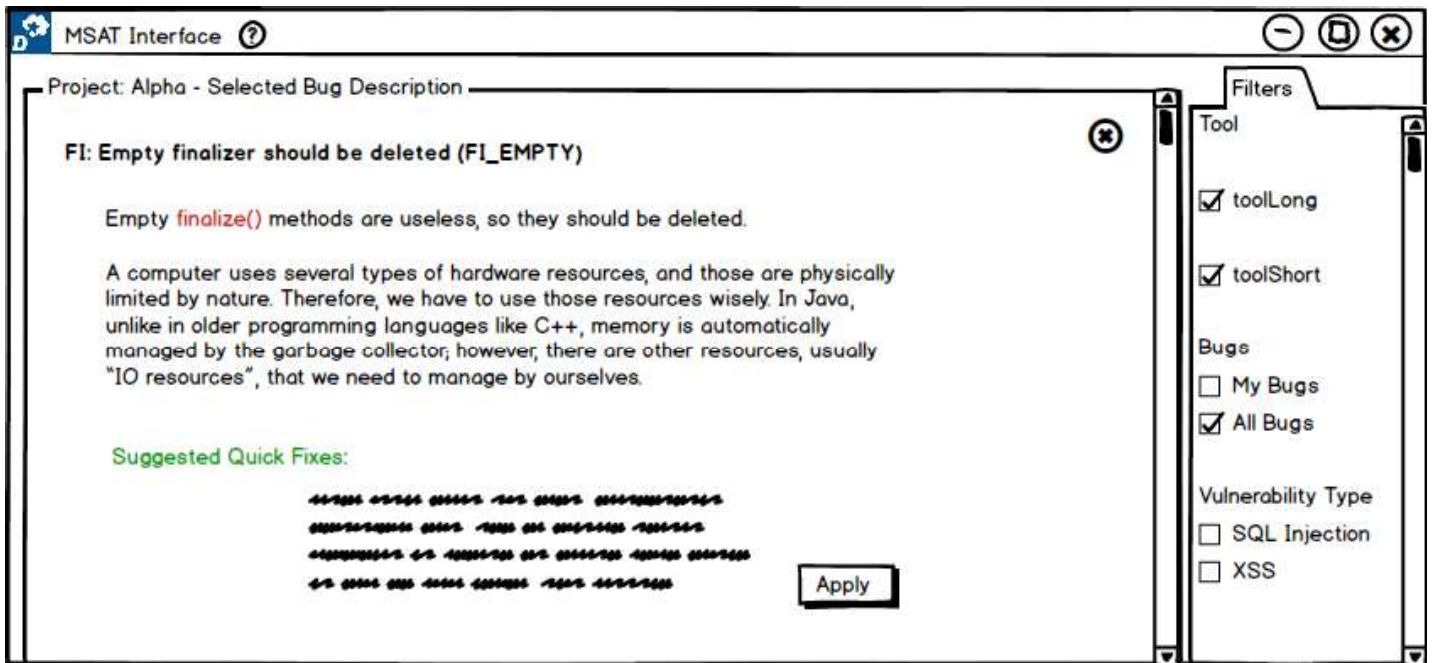 D
MSAT Interface ?
Project: Alpha - Selected Bug Description
FI: Empty finalizer should be deleted (FI_EMPTY)
Empty finalize() methods are useless, so they should be deleted.
A computer uses several types of hardware resources, and those are physically
limited by nature. Therefore, we have to use those resources wisely. In Java,
unlike in older programming languages like C++, memory is automatically
managed by the garbage collector; however, there are other resources, usually
"IO resources", that we need to manage by ourselves.
Suggested Quick Fixes:
Apply
Filters
Tool
toolLong
toolShort
Bugs
My Bugs
All Bugs
Vulnerability Type
SQL Injection
XSS